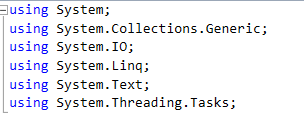 using System;
using System.Collections.Generic;
using System.IO;
using System.Linq;
using System.Text;
using System.Threading.Tasks;